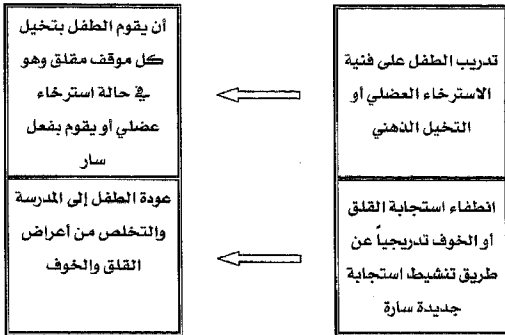 تدريب الطفل على فنية
الاسترخاء العضلي أو
التخيل الذهني
أن يقوم الطفل بتخيل
كل موقف مقلق وهو
في حالة استرخاء
عضلي أو يقوم بفعل
سار
انطفاء استجابة القلق
أو الخوف تدريجياً عن
طريق تنشيط استجابة
جديدة سارة
عودة الطفل إلى المدرسة
والتخلص من أعراض
القلق والخوف